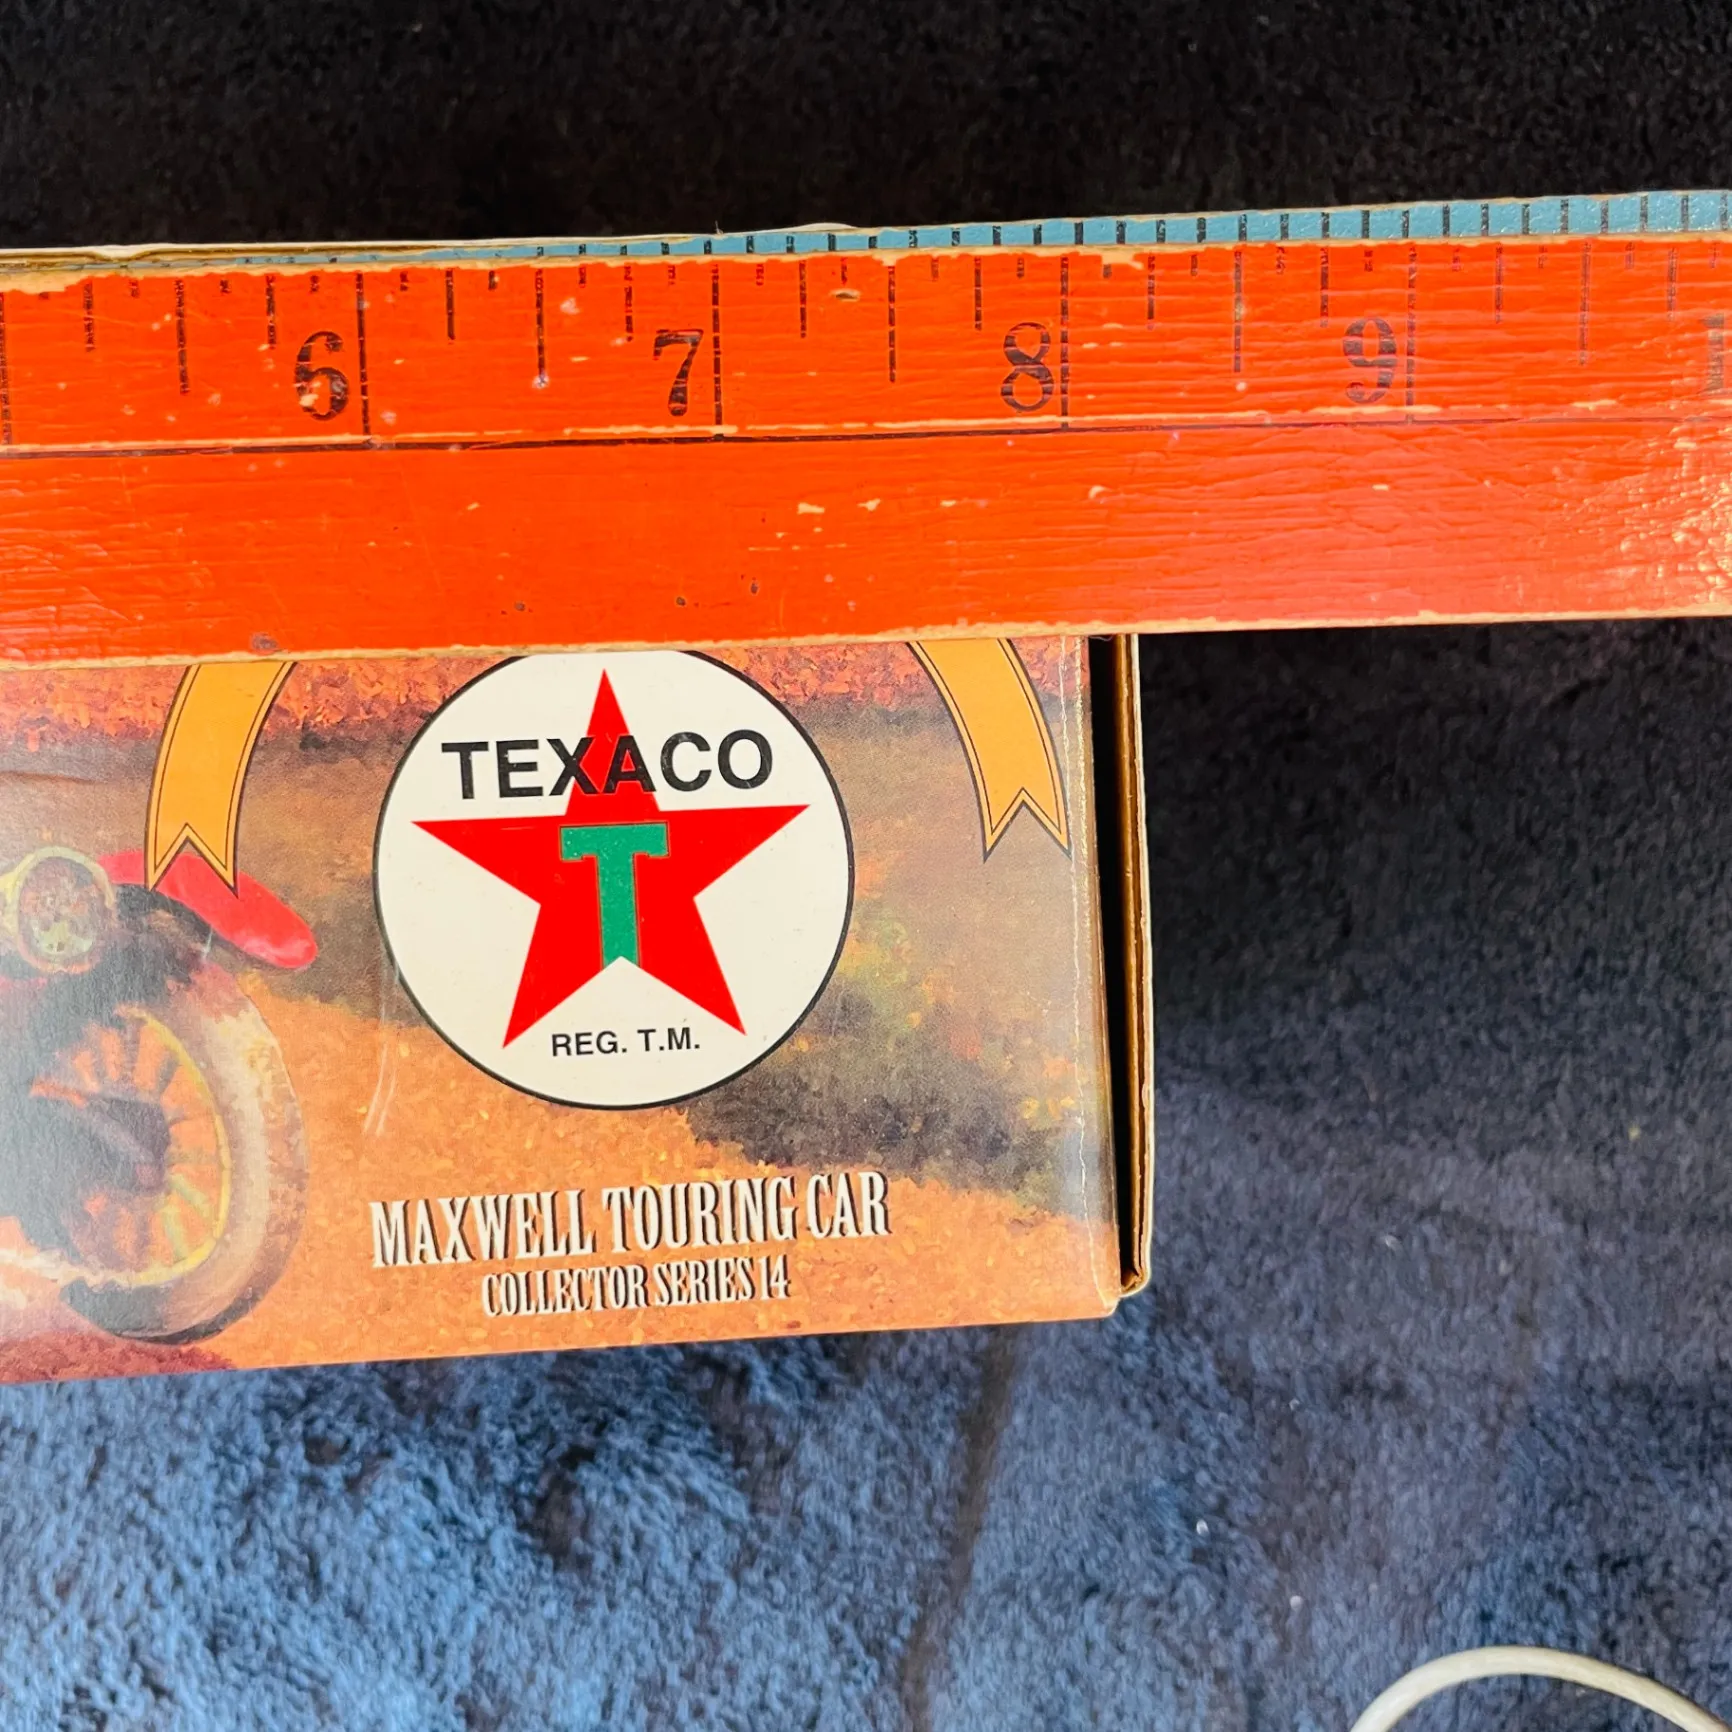 6 7 8 9
TEXACO
T
REG. T.M.
MAXWELL TOURING CAR
COLLECTOR SERIES 14